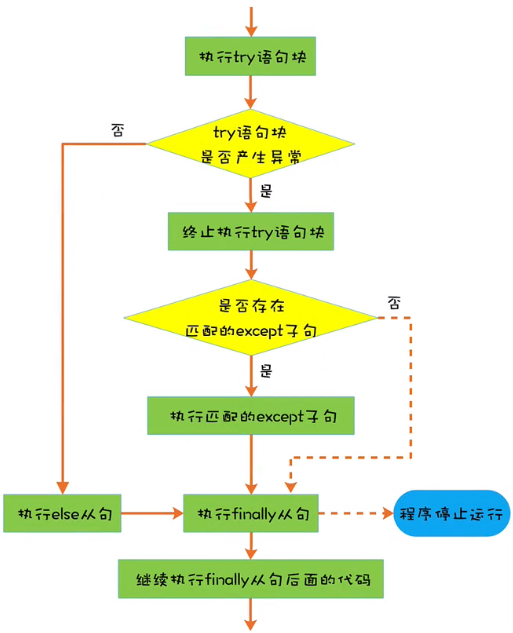 执行try语句块
否
try语句块
是否产生异常
是
终止执行try语句块
是否存在
匹配的except子句
否
是
执行匹配的except子句
执行else从句
执行finally从句
程序停止运行
继续执行finally从句后面的代码